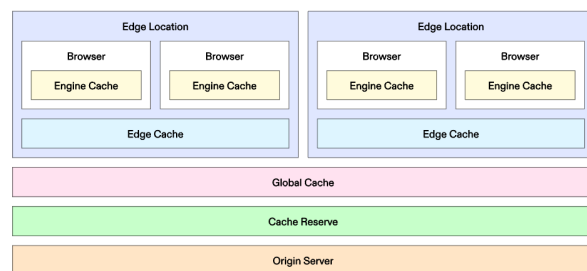 Edge Location
Browser
Engine Cache
Browser
Engine Cache
Edge Cache
Edge Location
Browser
Engine Cache
Browser
Engine Cache
Edge Cache
Global Cache
Cache Reserve
Origin Server